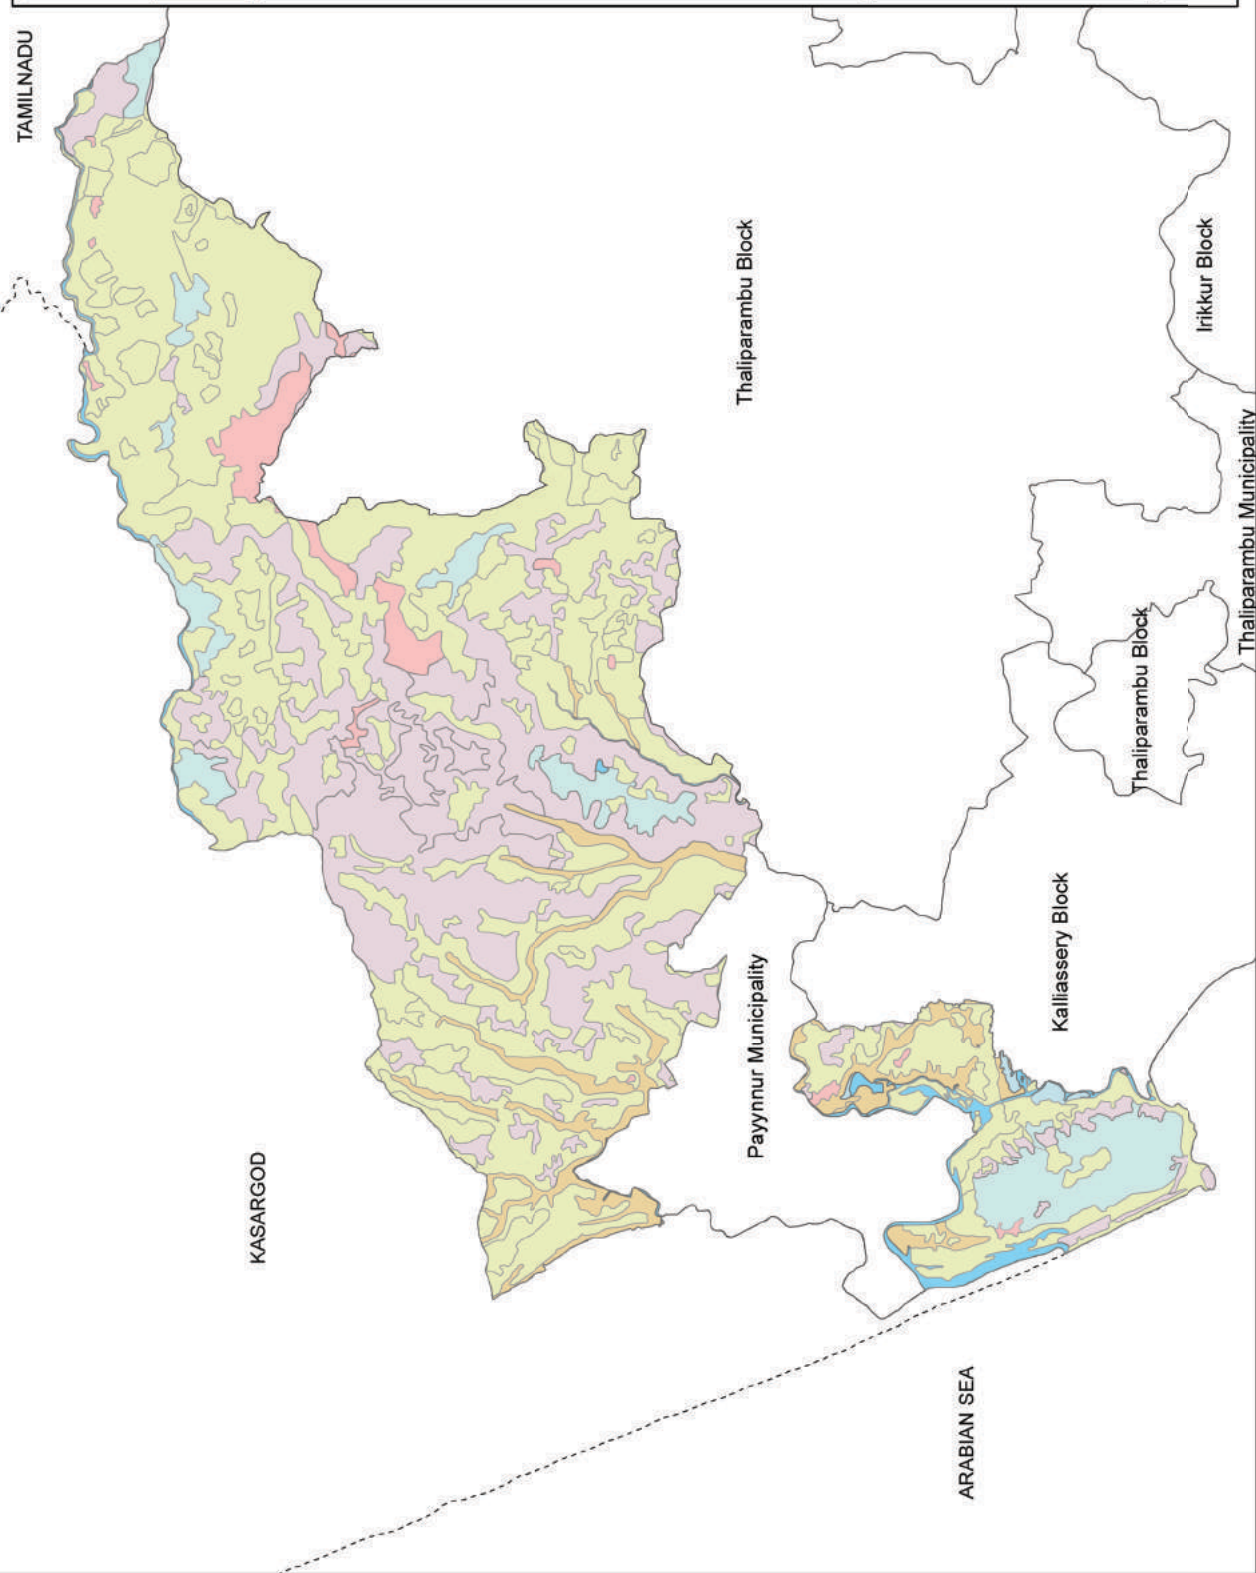 TAMILNADU
KASARGOD
Thaliparambu Block
Irikkur Block
Thaliparambu Municipality
Thaliparambu Block
Payynnur Municipality
Kalliassery Block
ARABIAN SEA